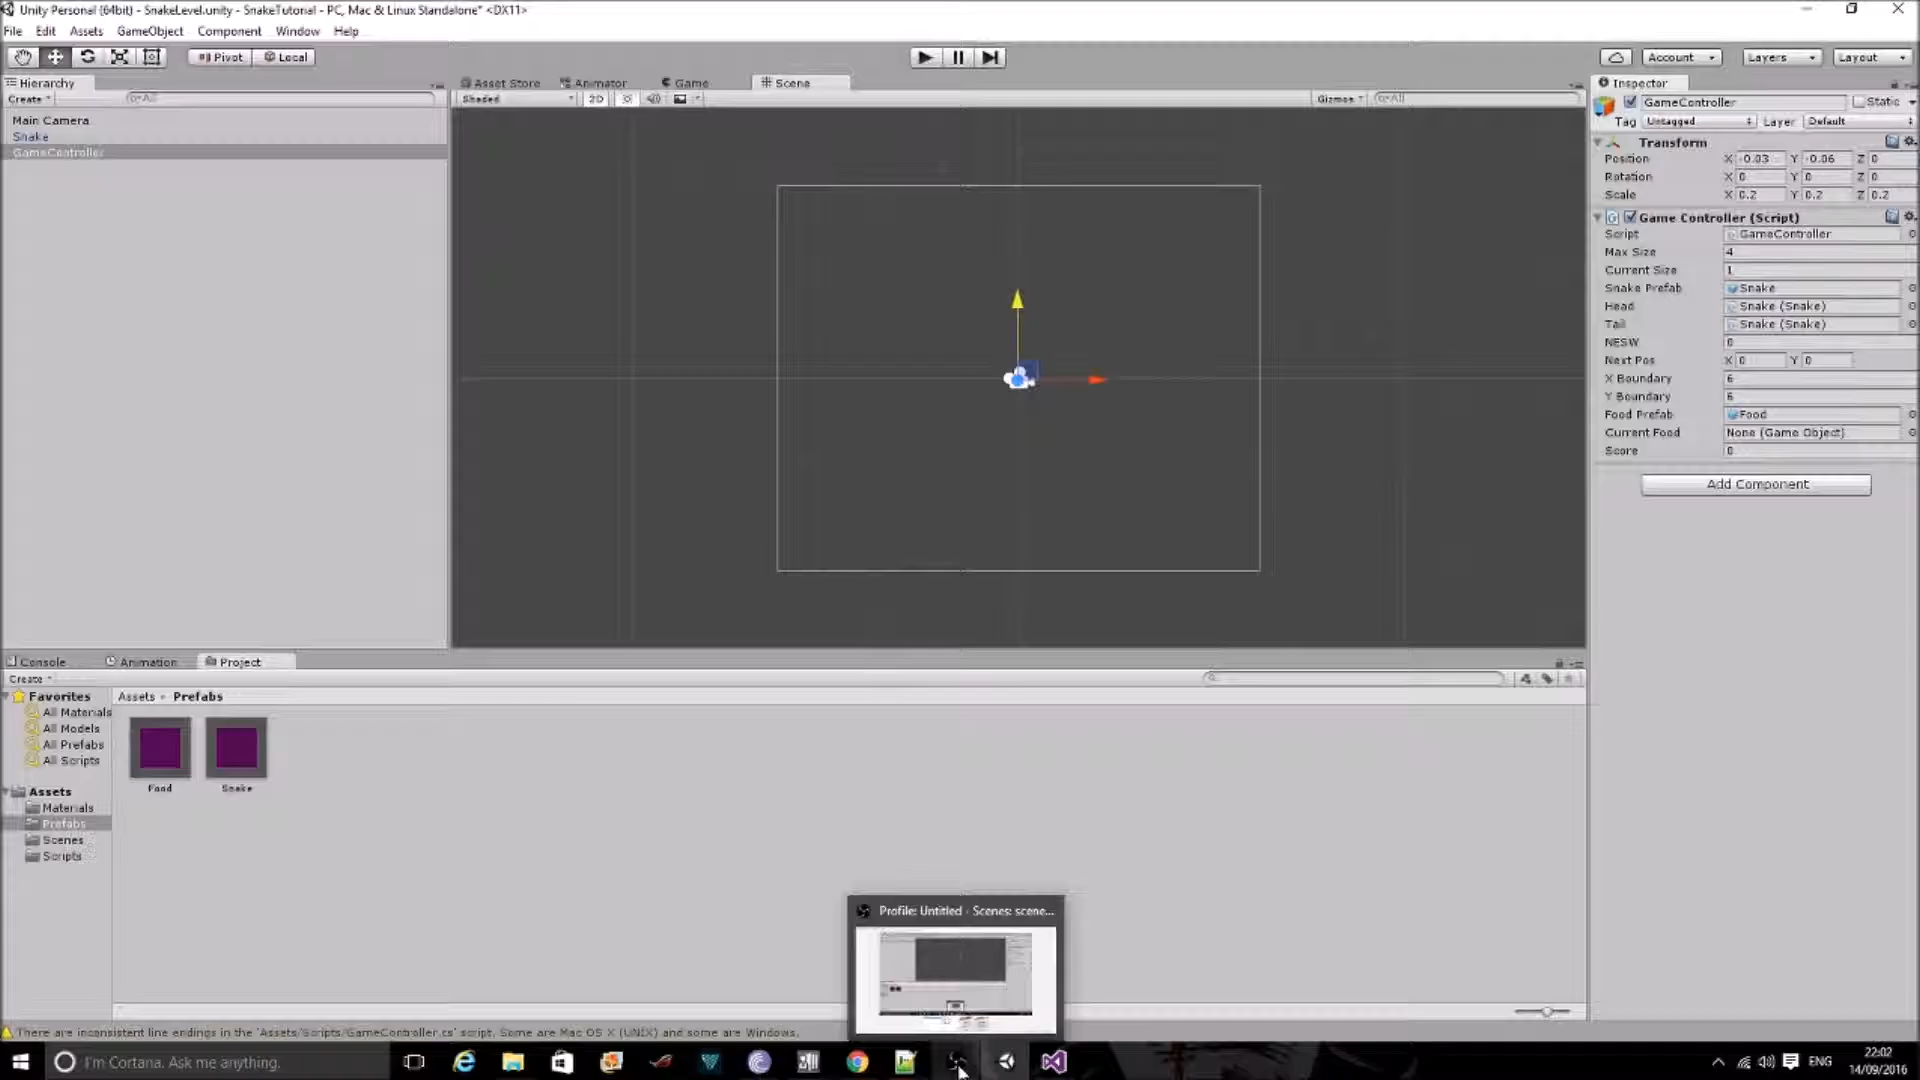 Unity Personal (64bit) - SnakeLevel.unity - SnakeTutorial - PC, Mac & Linux Standalone* <DX11>
File Edit Assets GameObject Component Window Help
Pivot Local Account Layers Layout
Hierarchy
Create All
Main Camera
Snake
GameController
Asset Store Animator Game Scene
Shaded 2D Gizmos All
Inspector
GameController Static
Tag Untagged Layer Default
Transform
Position X -0.03 Y -0.06 Z 0
Rotation X 0 Y 0 Z 0
Scale X 0.2 Y 0.2 Z 0.2
Game Controller (Script)
Script GameController
Max Size 4
Current Size 1
Snake Prefab Snake
Head Snake (Snake)
Tail Snake (Snake)
NESW 0
Next Pos X 0 Y 0
X Boundary 6
Y Boundary 6
Food Prefab Food
Current Food None (Game Object)
Score 0
Add Component
Console Animation Project
Create
Favorites
All Materials
All Models
All Prefabs
All Scripts
Assets
Materials
Prefabs
Scenes
Scripts
Assets Prefabs
Food Snake
Profile: Untitled - Scenes: scene...
There are inconsistent line endings in the 'Assets/Scripts/GameController.cs' script. Some are Mac OS X (UNIX) and some are Windows.
I'm Cortana. Ask me anything.
ENG
22:02
14/09/2016